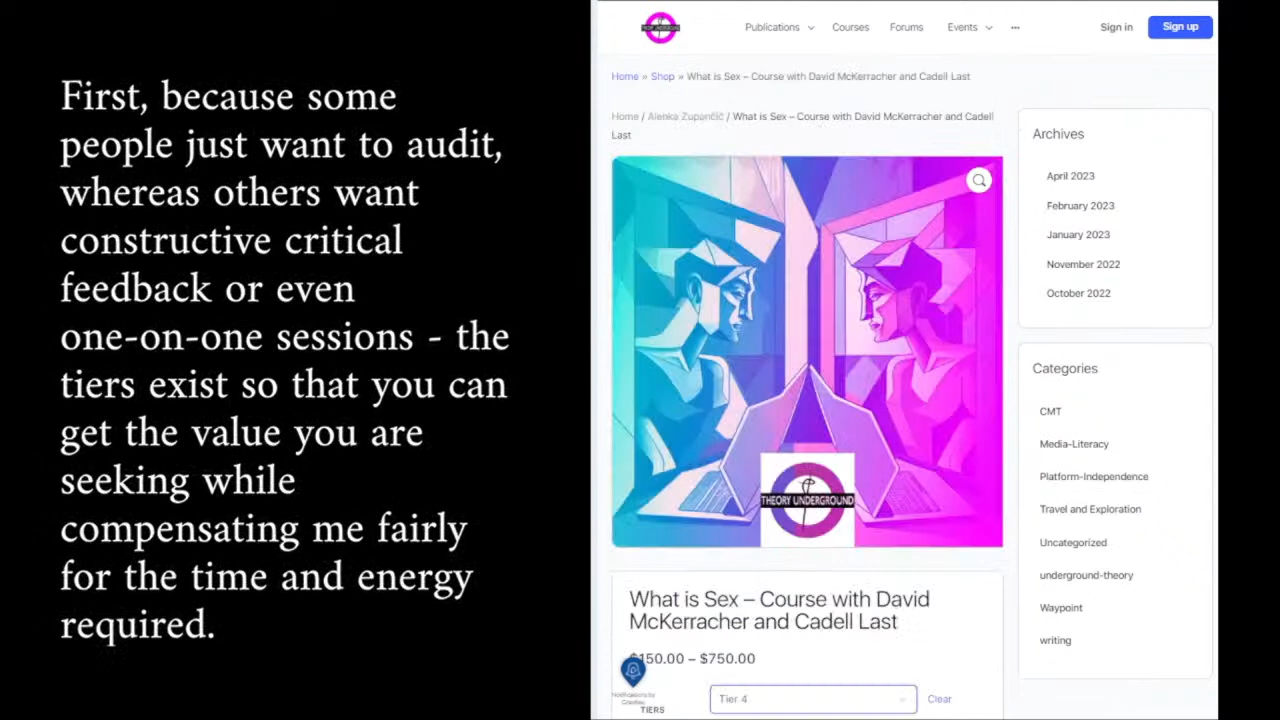 First, because some
people just want to audit,
whereas others want
constructive critical
feedback or even
one-on-one sessions - the
tiers exist so that you can
get the value you are
seeking while
compensating me fairly
for the time and energy
required.
THEORY UNDERGROUND
Publications
Courses
Forums
Events
Sign in
Sign up
Home » Shop » What is Sex – Course with David McKerracher and Cadell Last
Home / Alenka Zupančič / What is Sex – Course with David McKerracher and Cadell
Last
THEORY UNDERGROUND
What is Sex – Course with David
McKerracher and Cadell Last
$150.00 – $750.00
TIERS
Tier 4
Clear
Archives
April 2023
February 2023
January 2023
November 2022
October 2022
Categories
CMT
Media-Literacy
Platform-Independence
Travel and Exploration
Uncategorized
underground-theory
Waypoint
writing